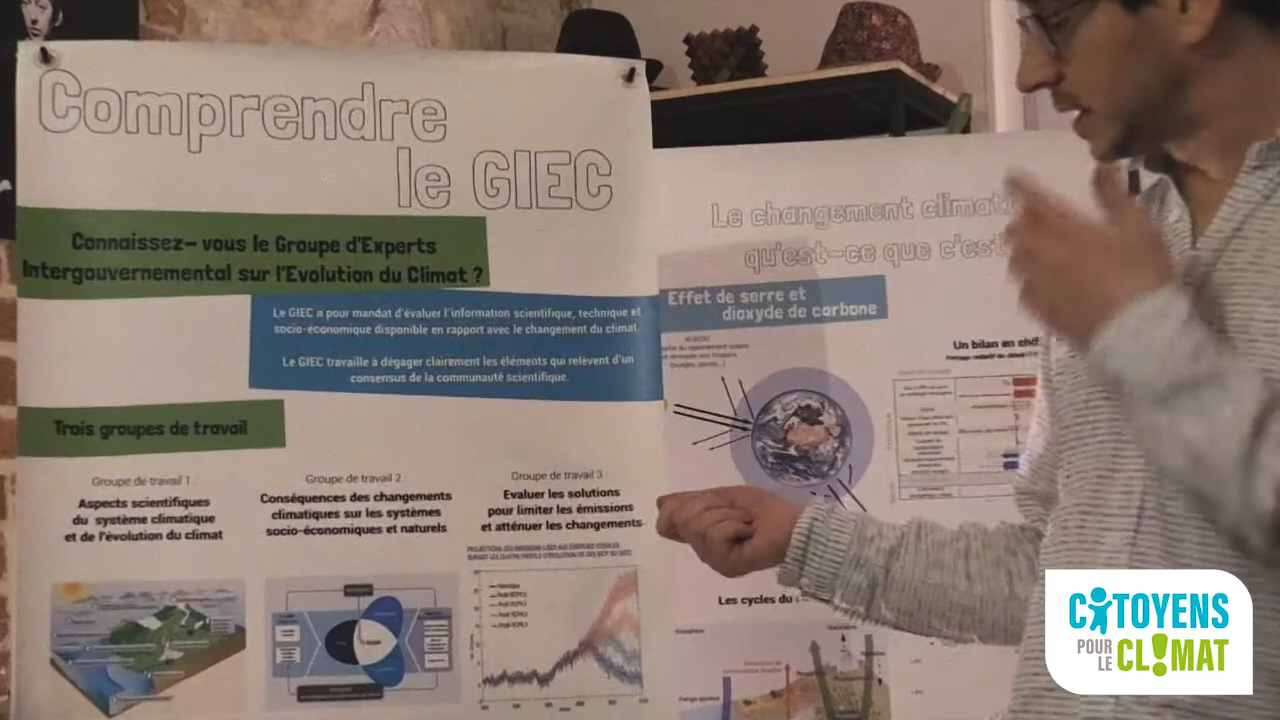 Comprendre
le GIEC
Connaissez-vous le Groupe d'Experts
Intergouvernemental sur l'Evolution du Climat ?
Le GIEC a pour mandat d'évaluer l'information scientifique, technique et
socio-économique disponible en rapport avec le changement du climat.
Le GIEC travaille à dégager clairement les éléments qui relèvent d'un
consensus de la communauté scientifique.
Trois groupes de travail
Groupe de travail 1
Aspects scientifiques
du système climatique
et de l'évolution du climat
Groupe de travail 2
Conséquences des changements
climatiques sur les systèmes
socio-économiques et naturels
Groupe de travail 3
Evaluer les solutions
pour limiter les émissions
et atténuer les changements
Le changement climat
qu'est-ce que c'est
Effet de serre et
dioxyde de carbone
Un bilan en chif
Les cycles du
CITOYENS
POUR
LE
CLIMAT